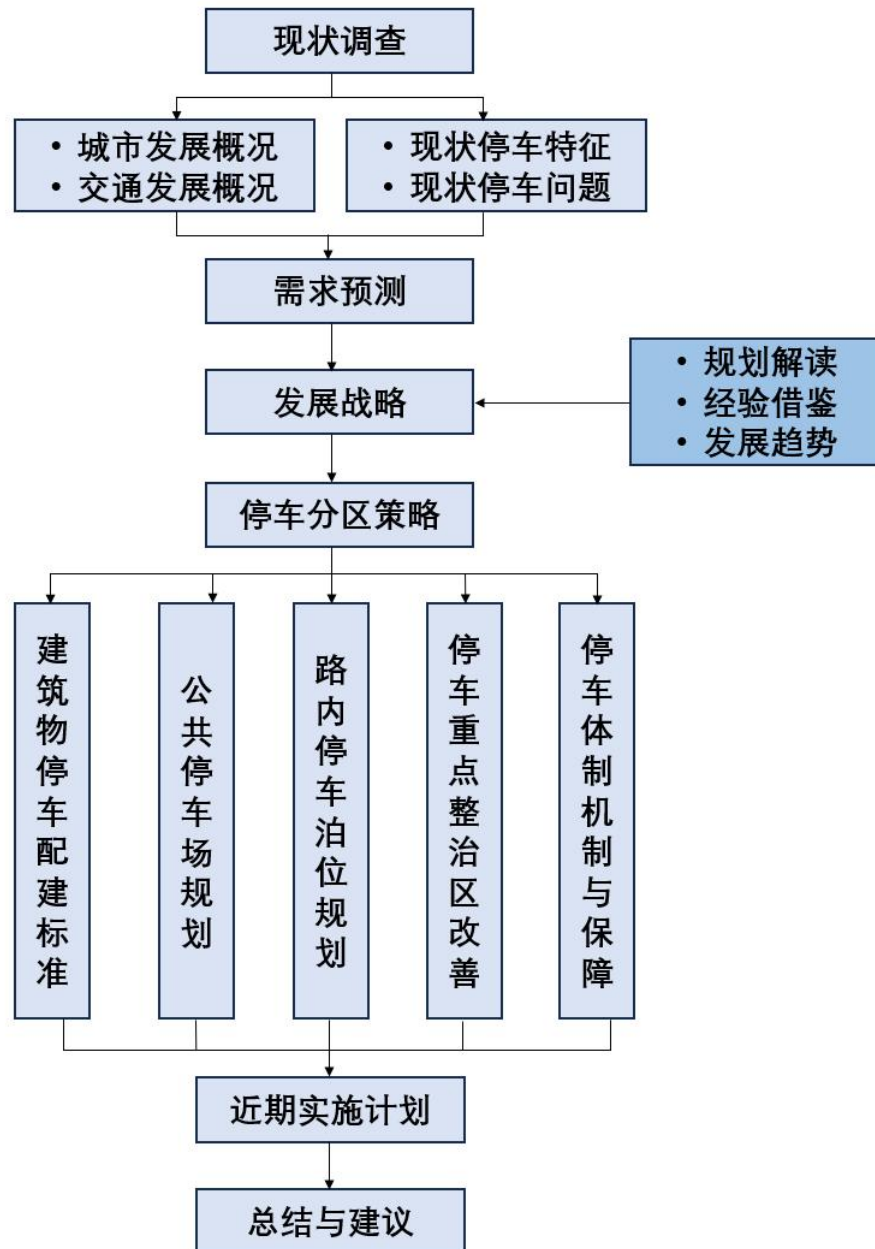 现状调查
• 城市发展概况
• 交通发展概况
• 现状停车特征
• 现状停车问题
需求预测
发展战略
• 规划解读
• 经验借鉴
• 发展趋势
停车分区策略
建筑物停车配建标准
公共停车场规划
路内停车泊位规划
停车重点整治区改善
停车体制机制与保障
近期实施计划
总结与建议